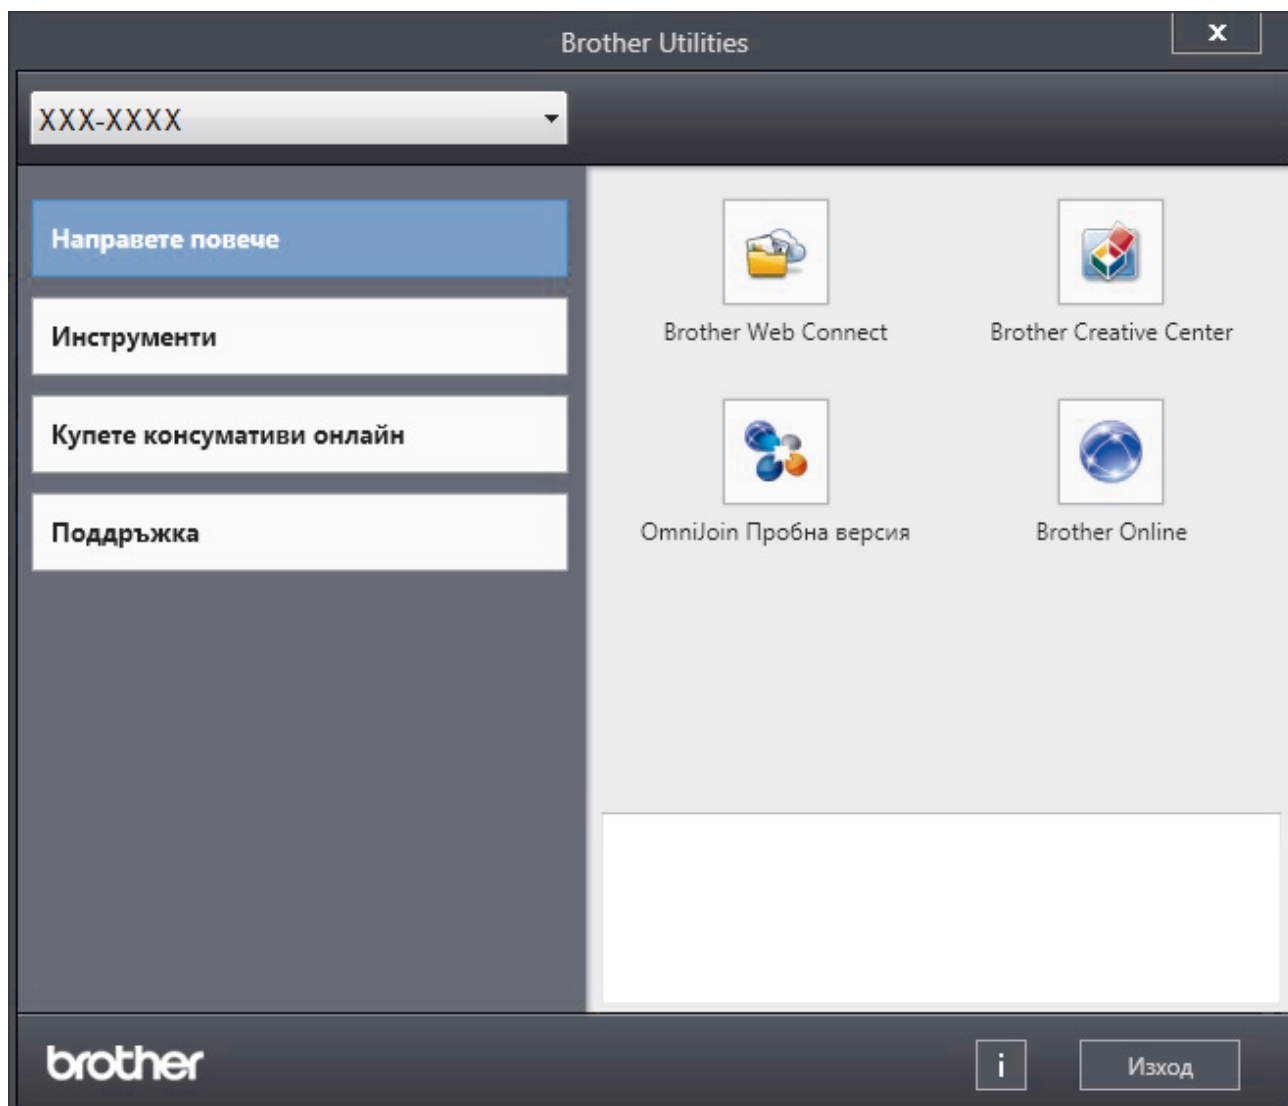 Brother Utilities
X
XXX-XXXX
Направете повече
Инструменти
Купете консумативи онлайн
Поддръжка
Brother Web Connect
Brother Creative Center
OmniJoin Пробна версия
Brother Online
brother
i
Изход